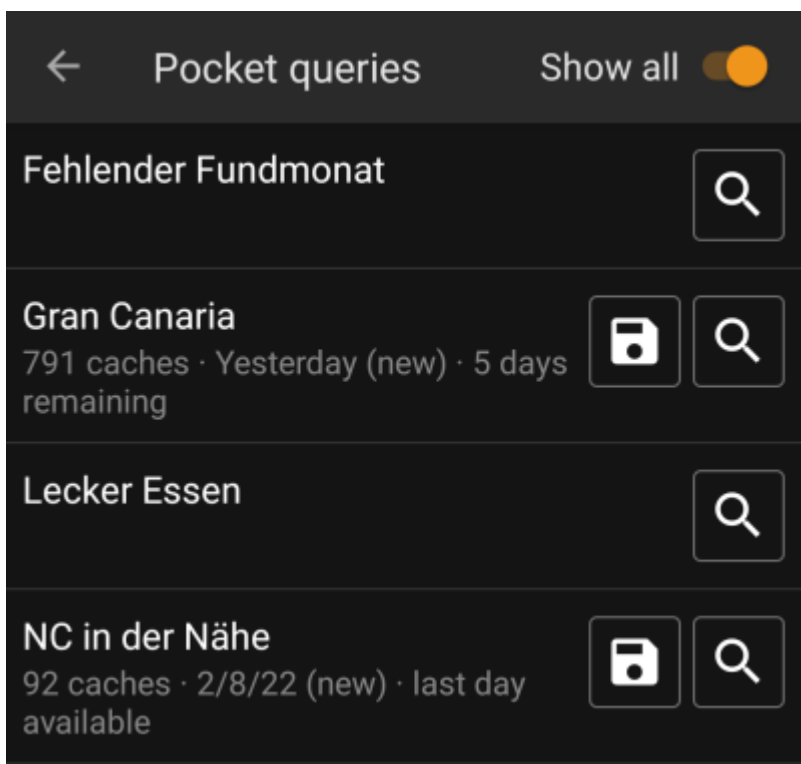 Pocket queries Show all
Fehlender Fundmonat
Gran Canaria
791 caches · Yesterday (new) · 5 days
remaining
Lecker Essen
NC in der Nähe
92 caches · 2/8/22 (new) · last day
available